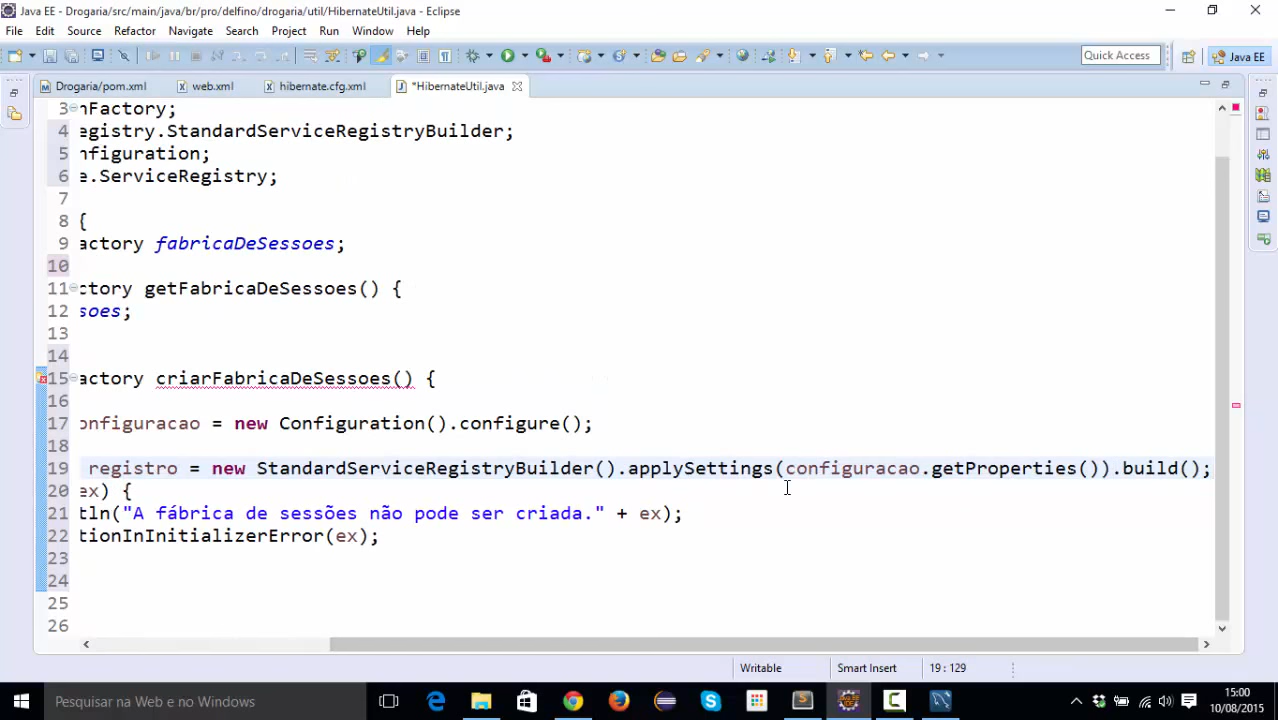 Java EE - Drogaria/src/main/java/br/pro/delfino/drogaria/util/HibernateUtil.java - Eclipse
File Edit Source Refactor Navigate Search Project Run Window Help
Quick Access Java EE
Drogaria/pom.xml web.xml hibernate.cfg.xml *HibernateUtil.java
3 nFactory;
4 egistry.StandardServiceRegistryBuilder;
5 nfiguration;
6 e.ServiceRegistry;
7
8 {
9 actory fabricaDeSessoes;
10
11 ctory getFabricaDeSessoes() {
12 soes;
13
14
15 actory criarFabricaDeSessoes() {
16
17 onfiguracao = new Configuration().configure();
18
19 registro = new StandardServiceRegistryBuilder().applySettings(configuracao.getProperties()).build();
20 ex) {
21 tln("A fábrica de sessões não pode ser criada." + ex);
22 tionInInitializerError(ex);
23
24
25
26
Writable Smart Insert 19 : 129
Pesquisar na Web e no Windows
15:00
10/08/2015